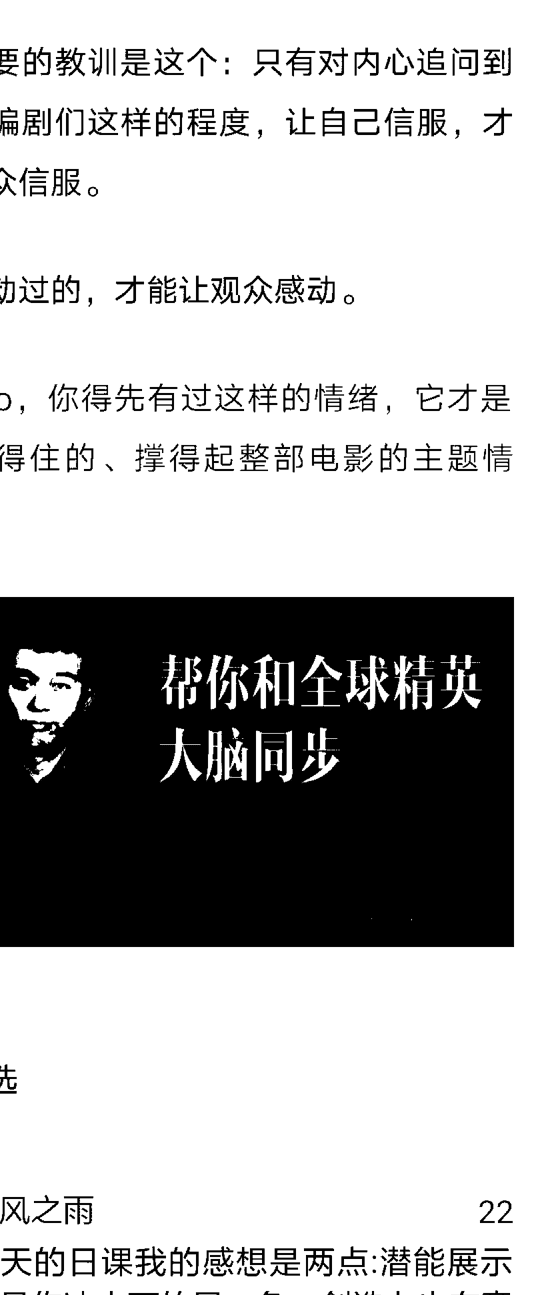 要的教训是这个：只有对内心追问到
编剧们这样的程度，让自己信服，才
众信服。
动过的，才能让观众感动。
o，你得先有过这样的情绪，它才是
得住的、撑得起整部电影的主题情
帮你和全球精英
大脑同步
选
风之雨
22
天的日课我的感想是两点:潜能展示